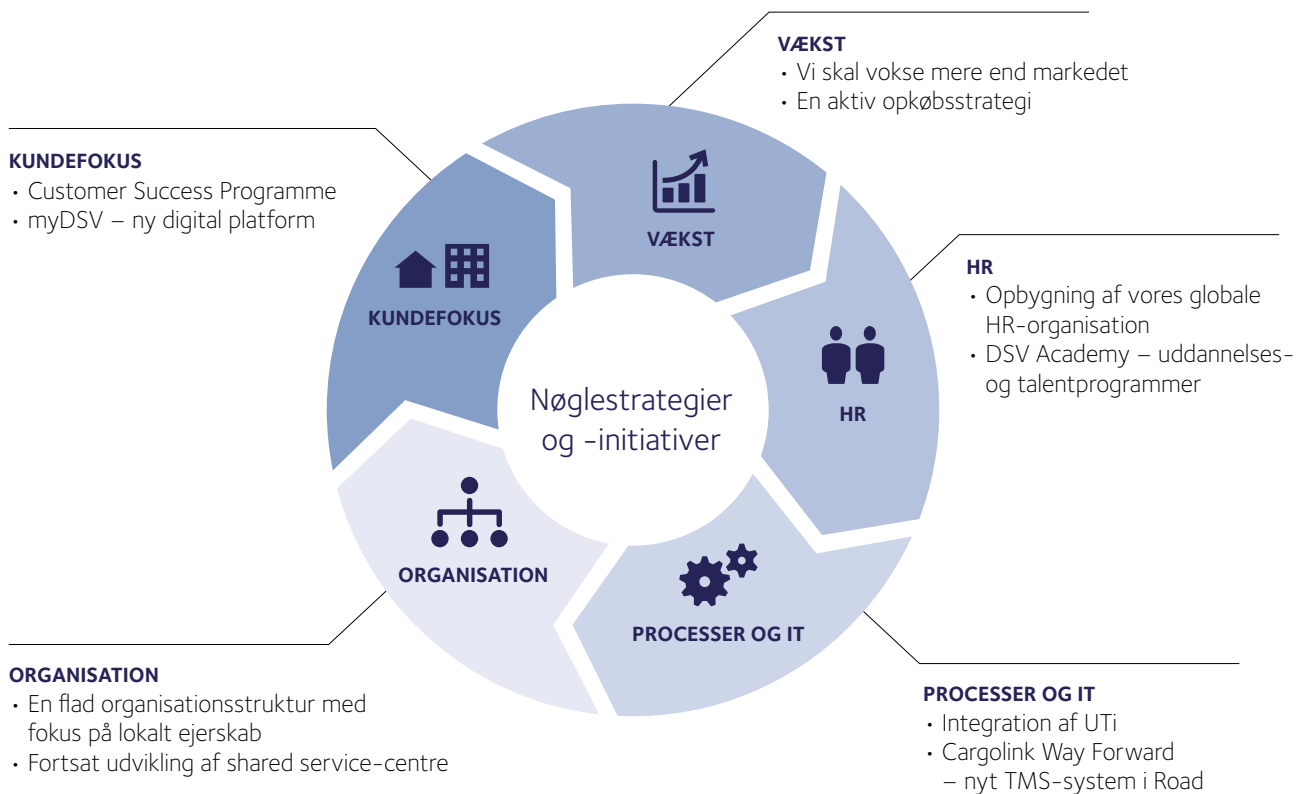 VÆKST
• Vi skal vokse mere end markedet
• En aktiv opkøbsstrategi
KUNDEFOKUS
• Customer Success Programme
• myDSV – ny digital platform
HR
• Opbygning af vores globale
HR-organisation
• DSV Academy – uddannelses-
og talentprogrammer
VÆKST
KUNDEFOKUS
HR
Nøglestrategier
og -initiativer
ORGANISATION
PROCESSER OG IT
ORGANISATION
• En flad organisationsstruktur med
fokus på lokalt ejerskab
• Fortsat udvikling af shared service-centre
PROCESSER OG IT
• Integration af UTi
• Cargolink Way Forward
– nyt TMS-system i Road